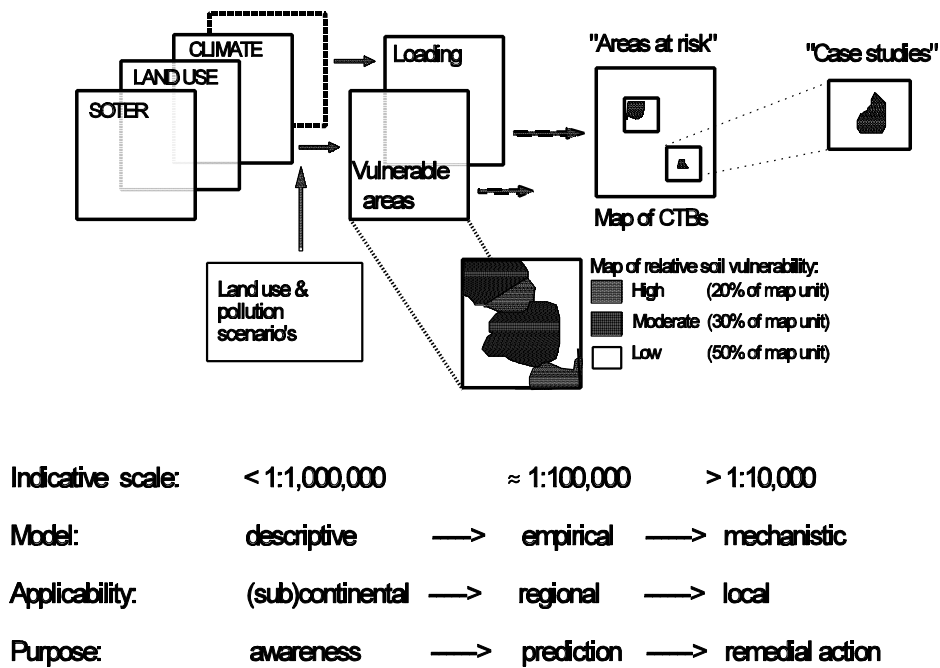 CLIMATE
LAND USE
SOTER
Loading
Vulnerable
areas
"Areas at risk"
"Case studies"
Map of CTBs
Land use &
pollution
scenario's
Map of relative soil vulnerability:
High (20% of map unit)
Moderate (30% of map unit)
Low (50% of map unit)
Indicative scale: < 1:1,000,000 ≈ 1:100,000 > 1:10,000
Model: descriptive ---> empirical ---> mechanistic
Applicability: (sub)continental ---> regional ---> local
Purpose: awareness ---> prediction ---> remedial action